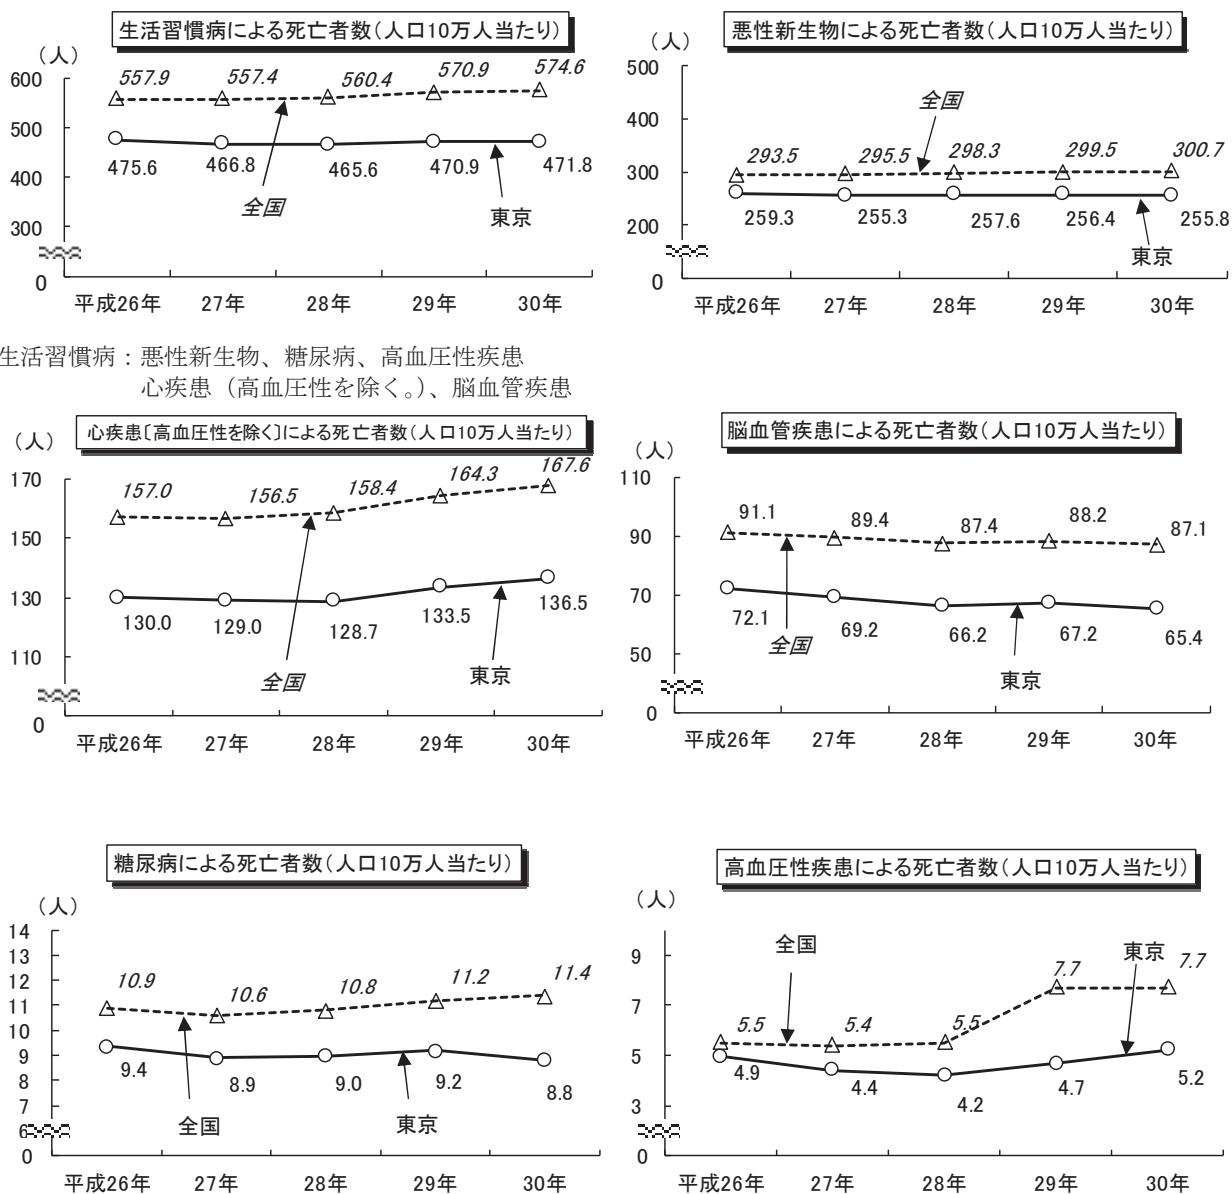 生活習慣病による死亡者数(人口10万人当たり)
(人)
600
500
400
300
0
557.9
557.4
560.4
570.9
574.6
475.6
466.8
465.6
470.9
471.8
全国
東京
平成26年
27年
28年
29年
30年
悪性新生物による死亡者数(人口10万人当たり)
(人)
500
400
300
200
0
293.5
295.5
298.3
299.5
300.7
259.3
255.3
257.6
256.4
255.8
全国
東京
平成26年
27年
28年
29年
30年
生活習慣病:悪性新生物、糖尿病、高血圧性疾患
心疾患(高血圧性を除く。)、脳血管疾患
心疾患〔高血圧性を除く〕による死亡者数(人口10万人当たり)
(人)
170
150
130
110
0
157.0
156.5
158.4
164.3
167.6
130.0
129.0
128.7
133.5
136.5
全国
東京
平成26年
27年
28年
29年
30年
脳血管疾患による死亡者数(人口10万人当たり)
(人)
110
90
70
50
0
91.1
89.4
87.4
88.2
87.1
72.1
69.2
66.2
67.2
65.4
全国
東京
平成26年
27年
28年
29年
30年
糖尿病による死亡者数(人口10万人当たり)
(人)
14
13
12
11
10
9
8
7
6
0
10.9
10.6
10.8
11.2
11.4
9.4
8.9
9.0
9.2
8.8
全国
東京
平成26年
27年
28年
29年
30年
高血圧性疾患による死亡者数(人口10万人当たり)
(人)
9
7
5
3
0
5.5
5.4
5.5
7.7
7.7
4.9
4.4
4.2
4.7
5.2
全国
東京
平成26年
27年
28年
29年
30年